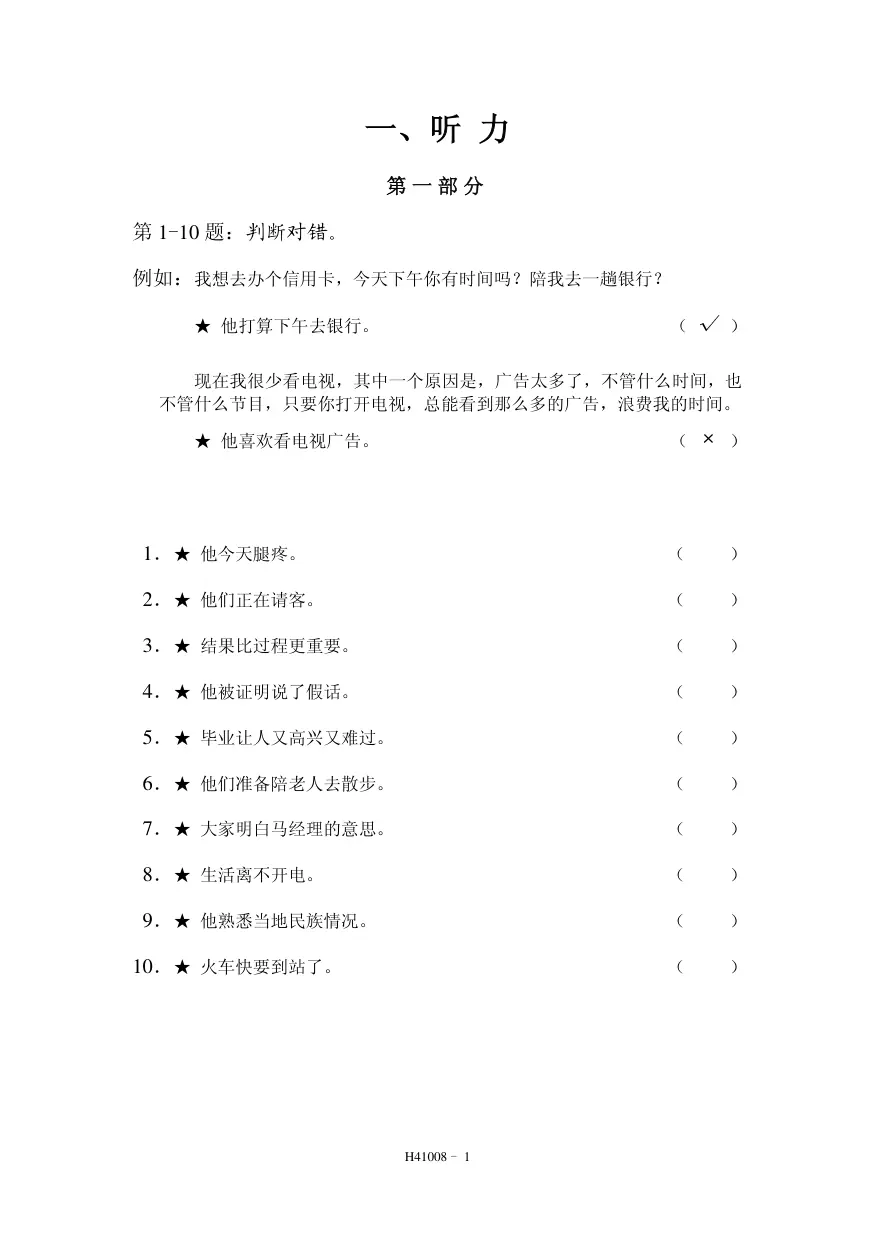 一、听 力
第 一 部 分
第 1-10 题：判断对错。
例如：我想去办个信用卡，今天下午你有时间吗？陪我去一趟银行？
★ 他打算下午去银行。 （ √ ）
现在我很少看电视，其中一个原因是，广告太多了，不管什么时间，也
不管什么节目，只要你打开电视，总能看到那么多的广告，浪费我的时间。
★ 他喜欢看电视广告。 （ × ）
1．★ 他今天腿疼。 （ ）
2．★ 他们正在请客。 （ ）
3．★ 结果比过程更重要。 （ ）
4．★ 他被证明说了假话。 （ ）
5．★ 毕业让人又高兴又难过。 （ ）
6．★ 他们准备陪老人去散步。 （ ）
7．★ 大家明白马经理的意思。 （ ）
8．★ 生活离不开电。 （ ）
9．★ 他熟悉当地民族情况。 （ ）
10．★ 火车快要到站了。 （ ）
H41008 - 1